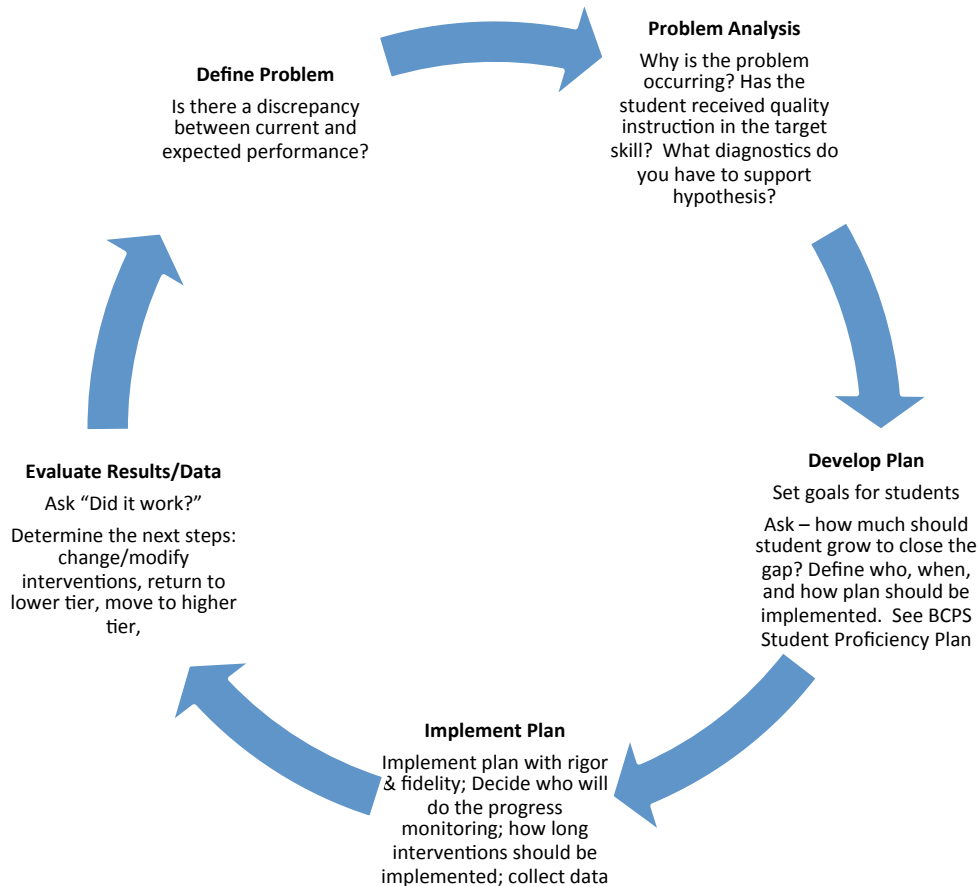 Define Problem
Is there a discrepancy
between current and
expected performance?
Problem Analysis
Why is the problem
occurring? Has the
student received quality
instruction in the target
skill?  What diagnostics do
you have to support
hypothesis?
Develop Plan
Set goals for students
Ask – how much should
student grow to close the
gap? Define who, when,
and how plan should be
implemented.  See BCPS
Student Proficiency Plan
Implement Plan
Implement plan with rigor
& fidelity; Decide who will
do the progress
monitoring; how long
interventions should be
implemented; collect data
Evaluate Results/Data
Ask “Did it work?”
Determine the next steps:
change/modify
interventions, return to
lower tier, move to higher
tier,